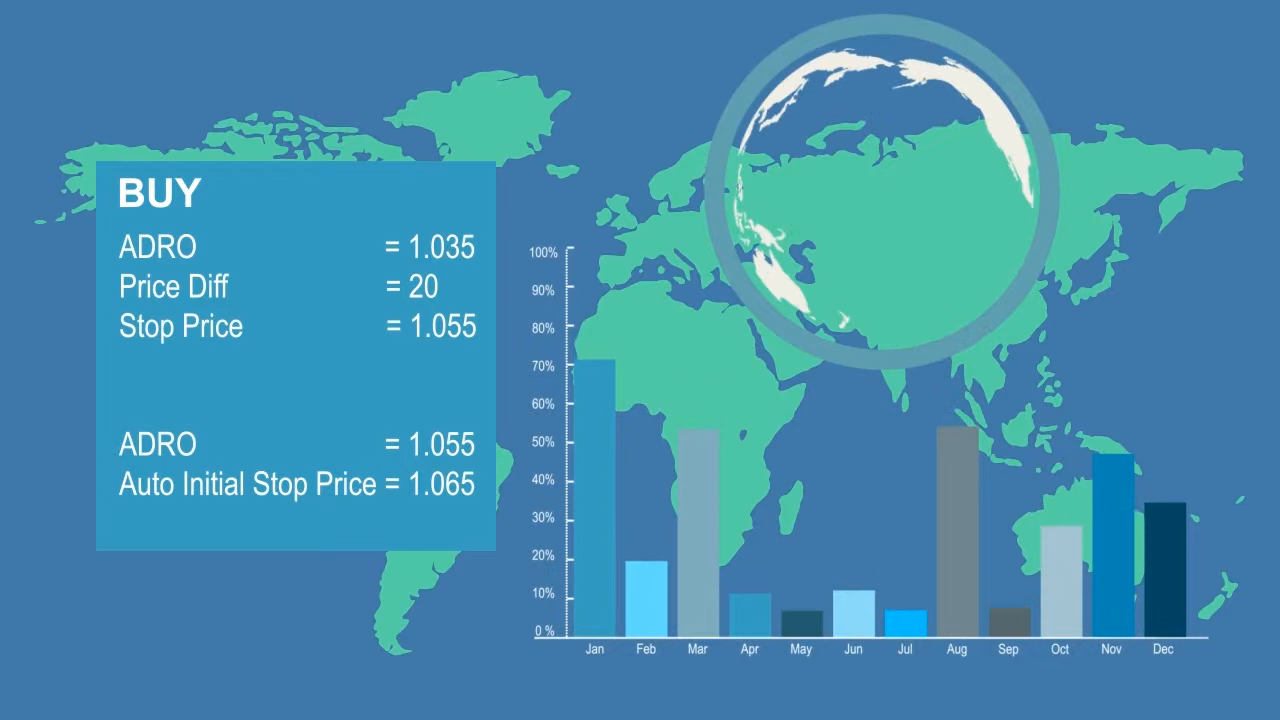 BUY
ADRO = 1.035
Price Diff = 20
Stop Price = 1.055
ADRO = 1.055
Auto Initial Stop Price = 1.065
100%
90%
80%
70%
60%
50%
40%
30%
20%
10%
0 %
Jan Feb Mar Apr May Jun Jul Aug Sep Oct Nov Dec